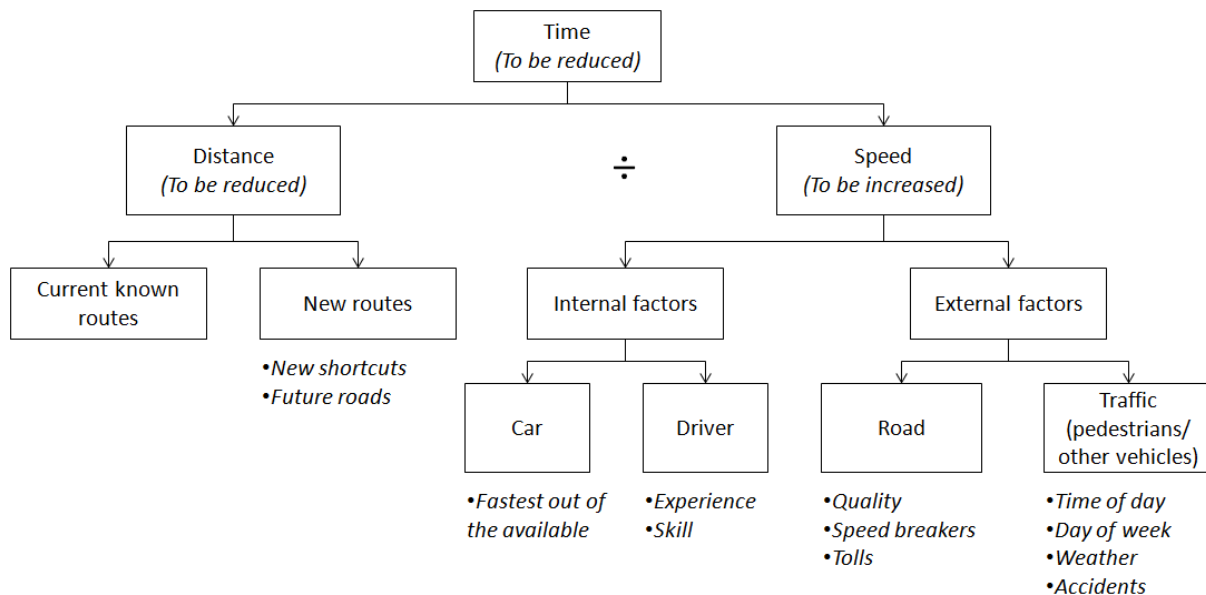 Time
(To be reduced)
Distance
(To be reduced)
÷
Speed
(To be increased)
Current known
routes
New routes
•New shortcuts
•Future roads
Internal factors
External factors
Car
Driver
Road
Traffic
(pedestrians/
other vehicles)
•Fastest out of
the available
•Experience
•Skill
•Quality
•Speed breakers
•Tolls
•Time of day
•Day of week
•Weather
•Accidents